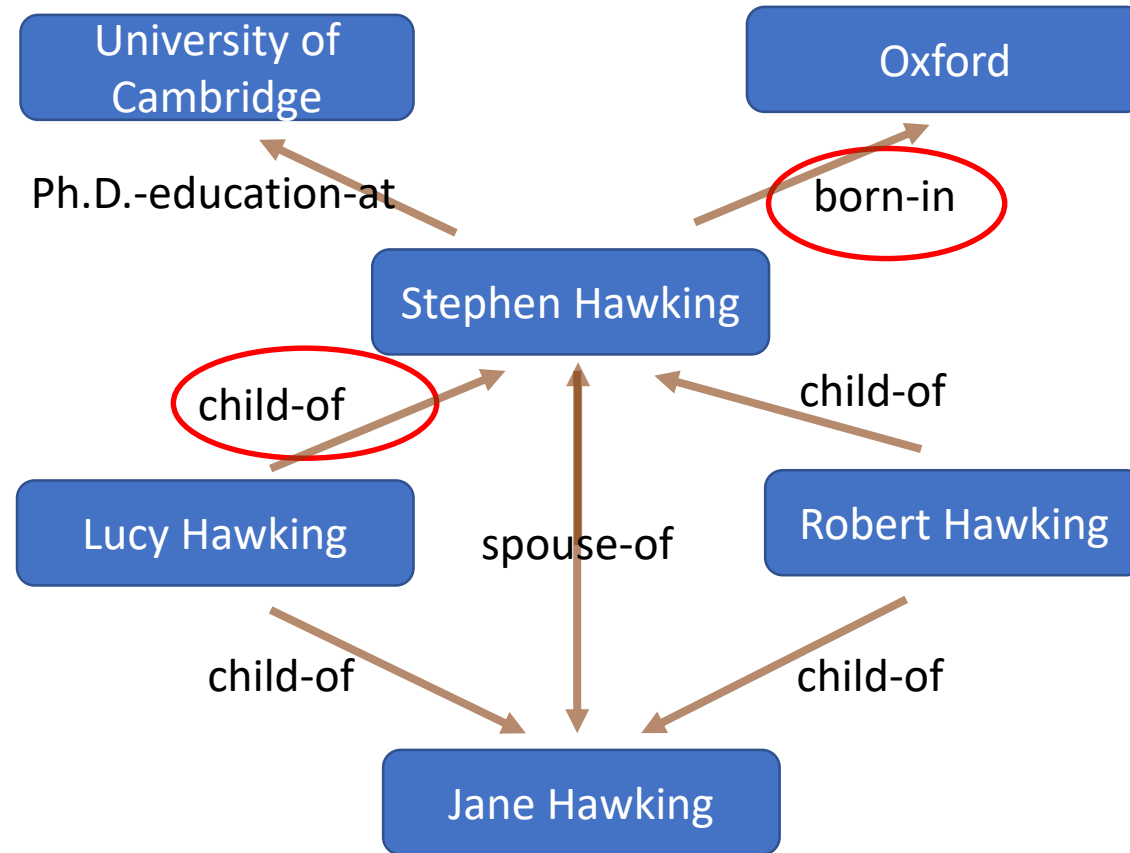 University of
Cambridge
Oxford
Ph.D.-education-at
born-in
Stephen Hawking
child-of
child-of
Lucy Hawking
spouse-of
Robert Hawking
child-of
child-of
Jane Hawking